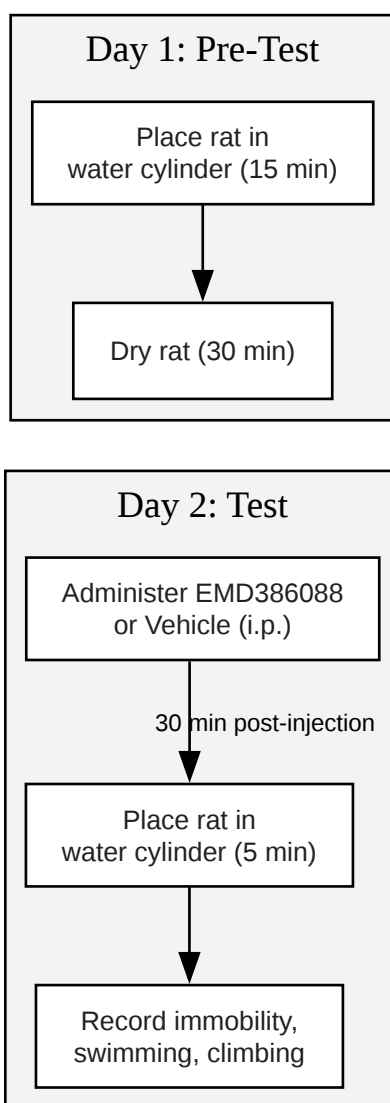 Day 1: Pre-Test
Place rat in
water cylinder (15 min)
Dry rat (30 min)
Day 2: Test
Administer EMD386088
or Vehicle (i.p.)
30 min post-injection
Place rat in
water cylinder (5 min)
Record immobility,
swimming, climbing